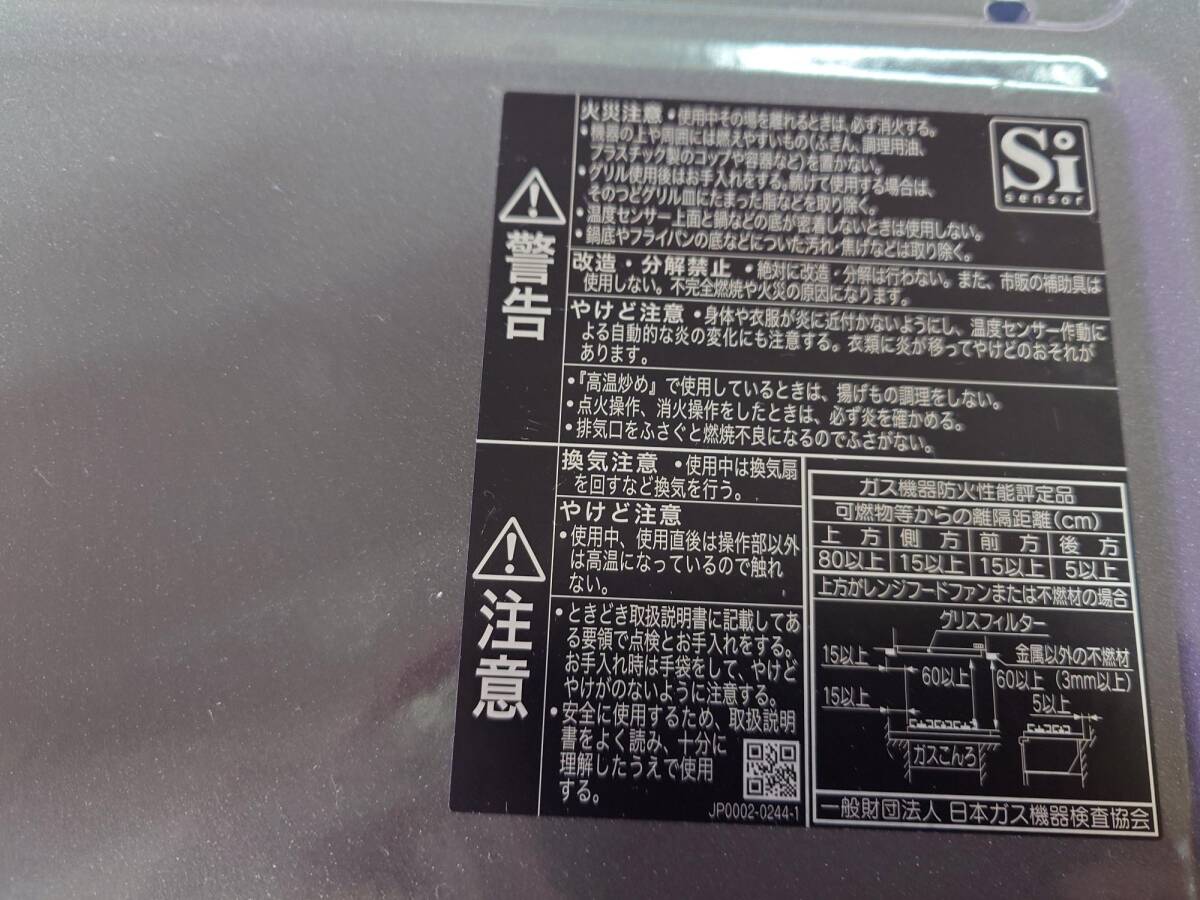 警告
火災注意 •使用中その場を離れるときは、必ず消火する。
•機器の上や周囲には燃えやすいもの(ふきん、調理用油、
プラスチック製のコップや容器など)を置かない。
•グリル使用後はお手入れをする。続けて使用する場合は、
そのつどグリル皿にたまった脂などを取り除く。
•温度センサー上面と鍋などの底が密着しないときは使用しない。
•鍋底やフライパンの底などについた汚れ・焦げなどは取り除く。
Si
sensor
改造・分解禁止 •絶対に改造・分解は行わない。また、市販の補助具は
使用しない。不完全燃焼や火災の原因になります。
やけど注意 •身体や衣服が炎に近付かないようにし、温度センサー作動に
よる自動的な炎の変化にも注意する。衣類に炎が移ってやけどのおそれが
あります。
•『高温炒め』で使用しているときは、揚げもの調理をしない。
•点火操作、消火操作をしたときは、必ず炎を確かめる。
•排気口をふさぐと燃焼不良になるのでふさがない。
注意
換気注意 •使用中は換気扇
を回すなど換気を行う。
やけど注意
•使用中、使用直後は操作部以外
は高温になっているので触れ
ない。
•ときどき取扱説明書に記載してあ
る要領で点検とお手入れをする。
お手入れ時は手袋をして、やけど
やけがのないように注意する。
•安全に使用するため、取扱説明
書をよく読み、十分に
理解したうえで使用
する。
JP0002-0244-1
ガス機器防火性能評定品
可燃物等からの離隔距離(cm)
上方 側方 前方 後方
80以上 15以上 15以上 5以上
上方がレンジフードファンまたは不燃材の場合
グリスフィルター
15以上 金属以外の不燃材
60以上 60以上 (3mm以上)
15以上 5以上
ガスこんろ
一般財団法人 日本ガス機器検査協会